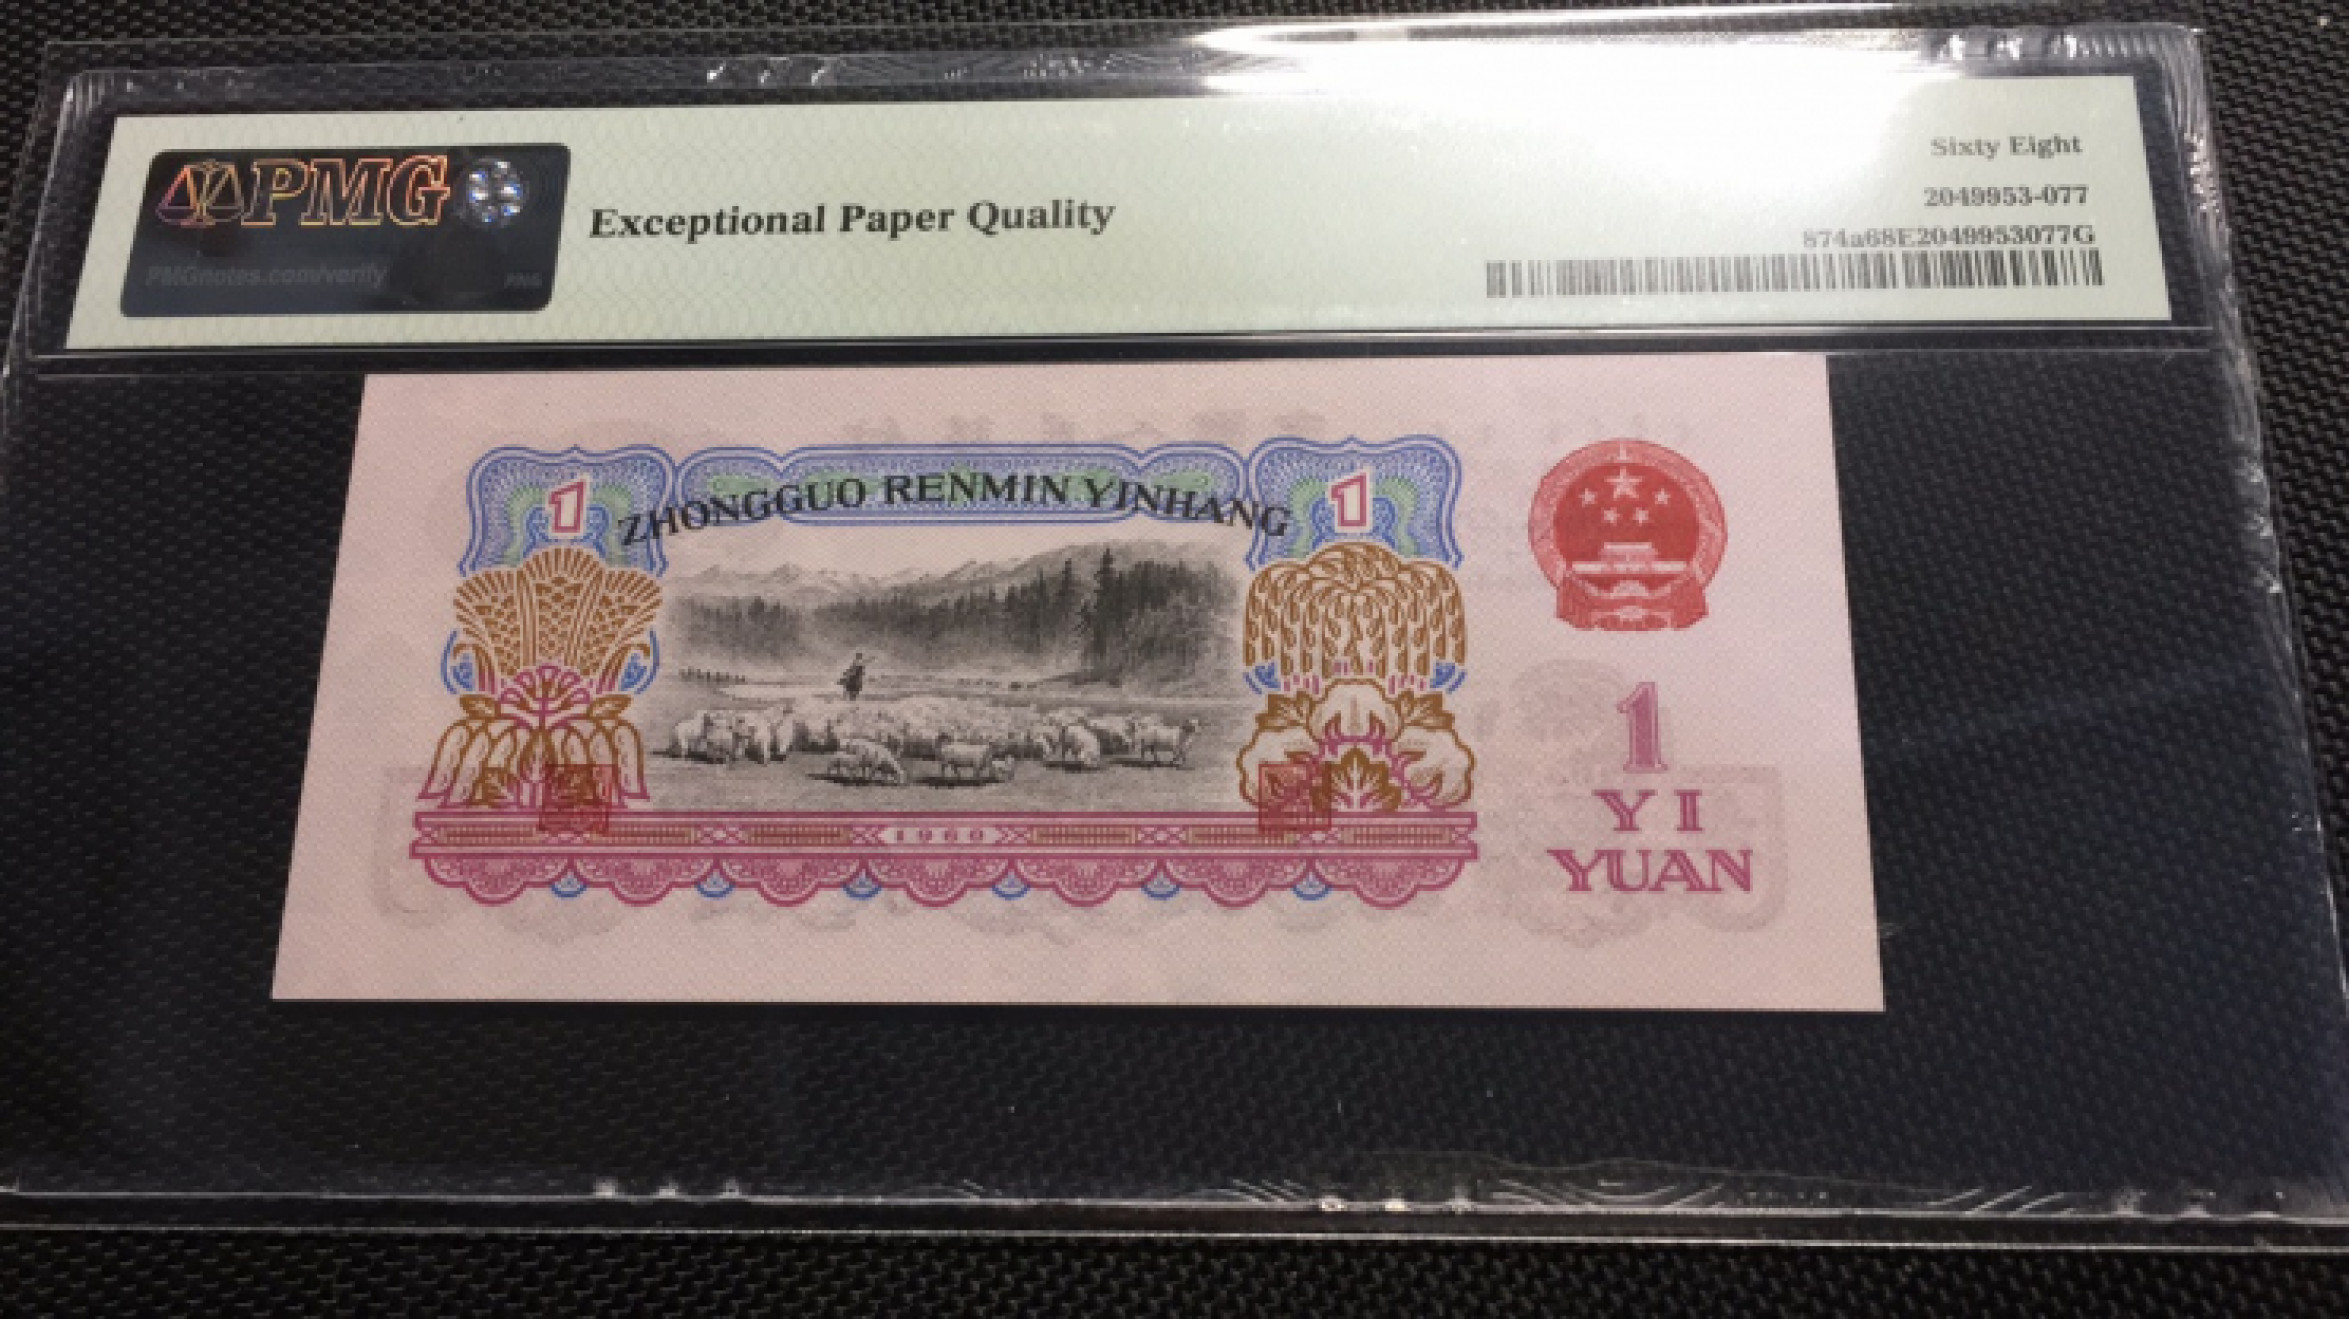 PMG
PMGnotes.com/verify
PMG
Exceptional Paper Quality
Sixty Eight
2049953-077
874a68E2049953077G
1
ZHONGGUO RENMIN YINHANG
1
1960
1
YI
YUAN